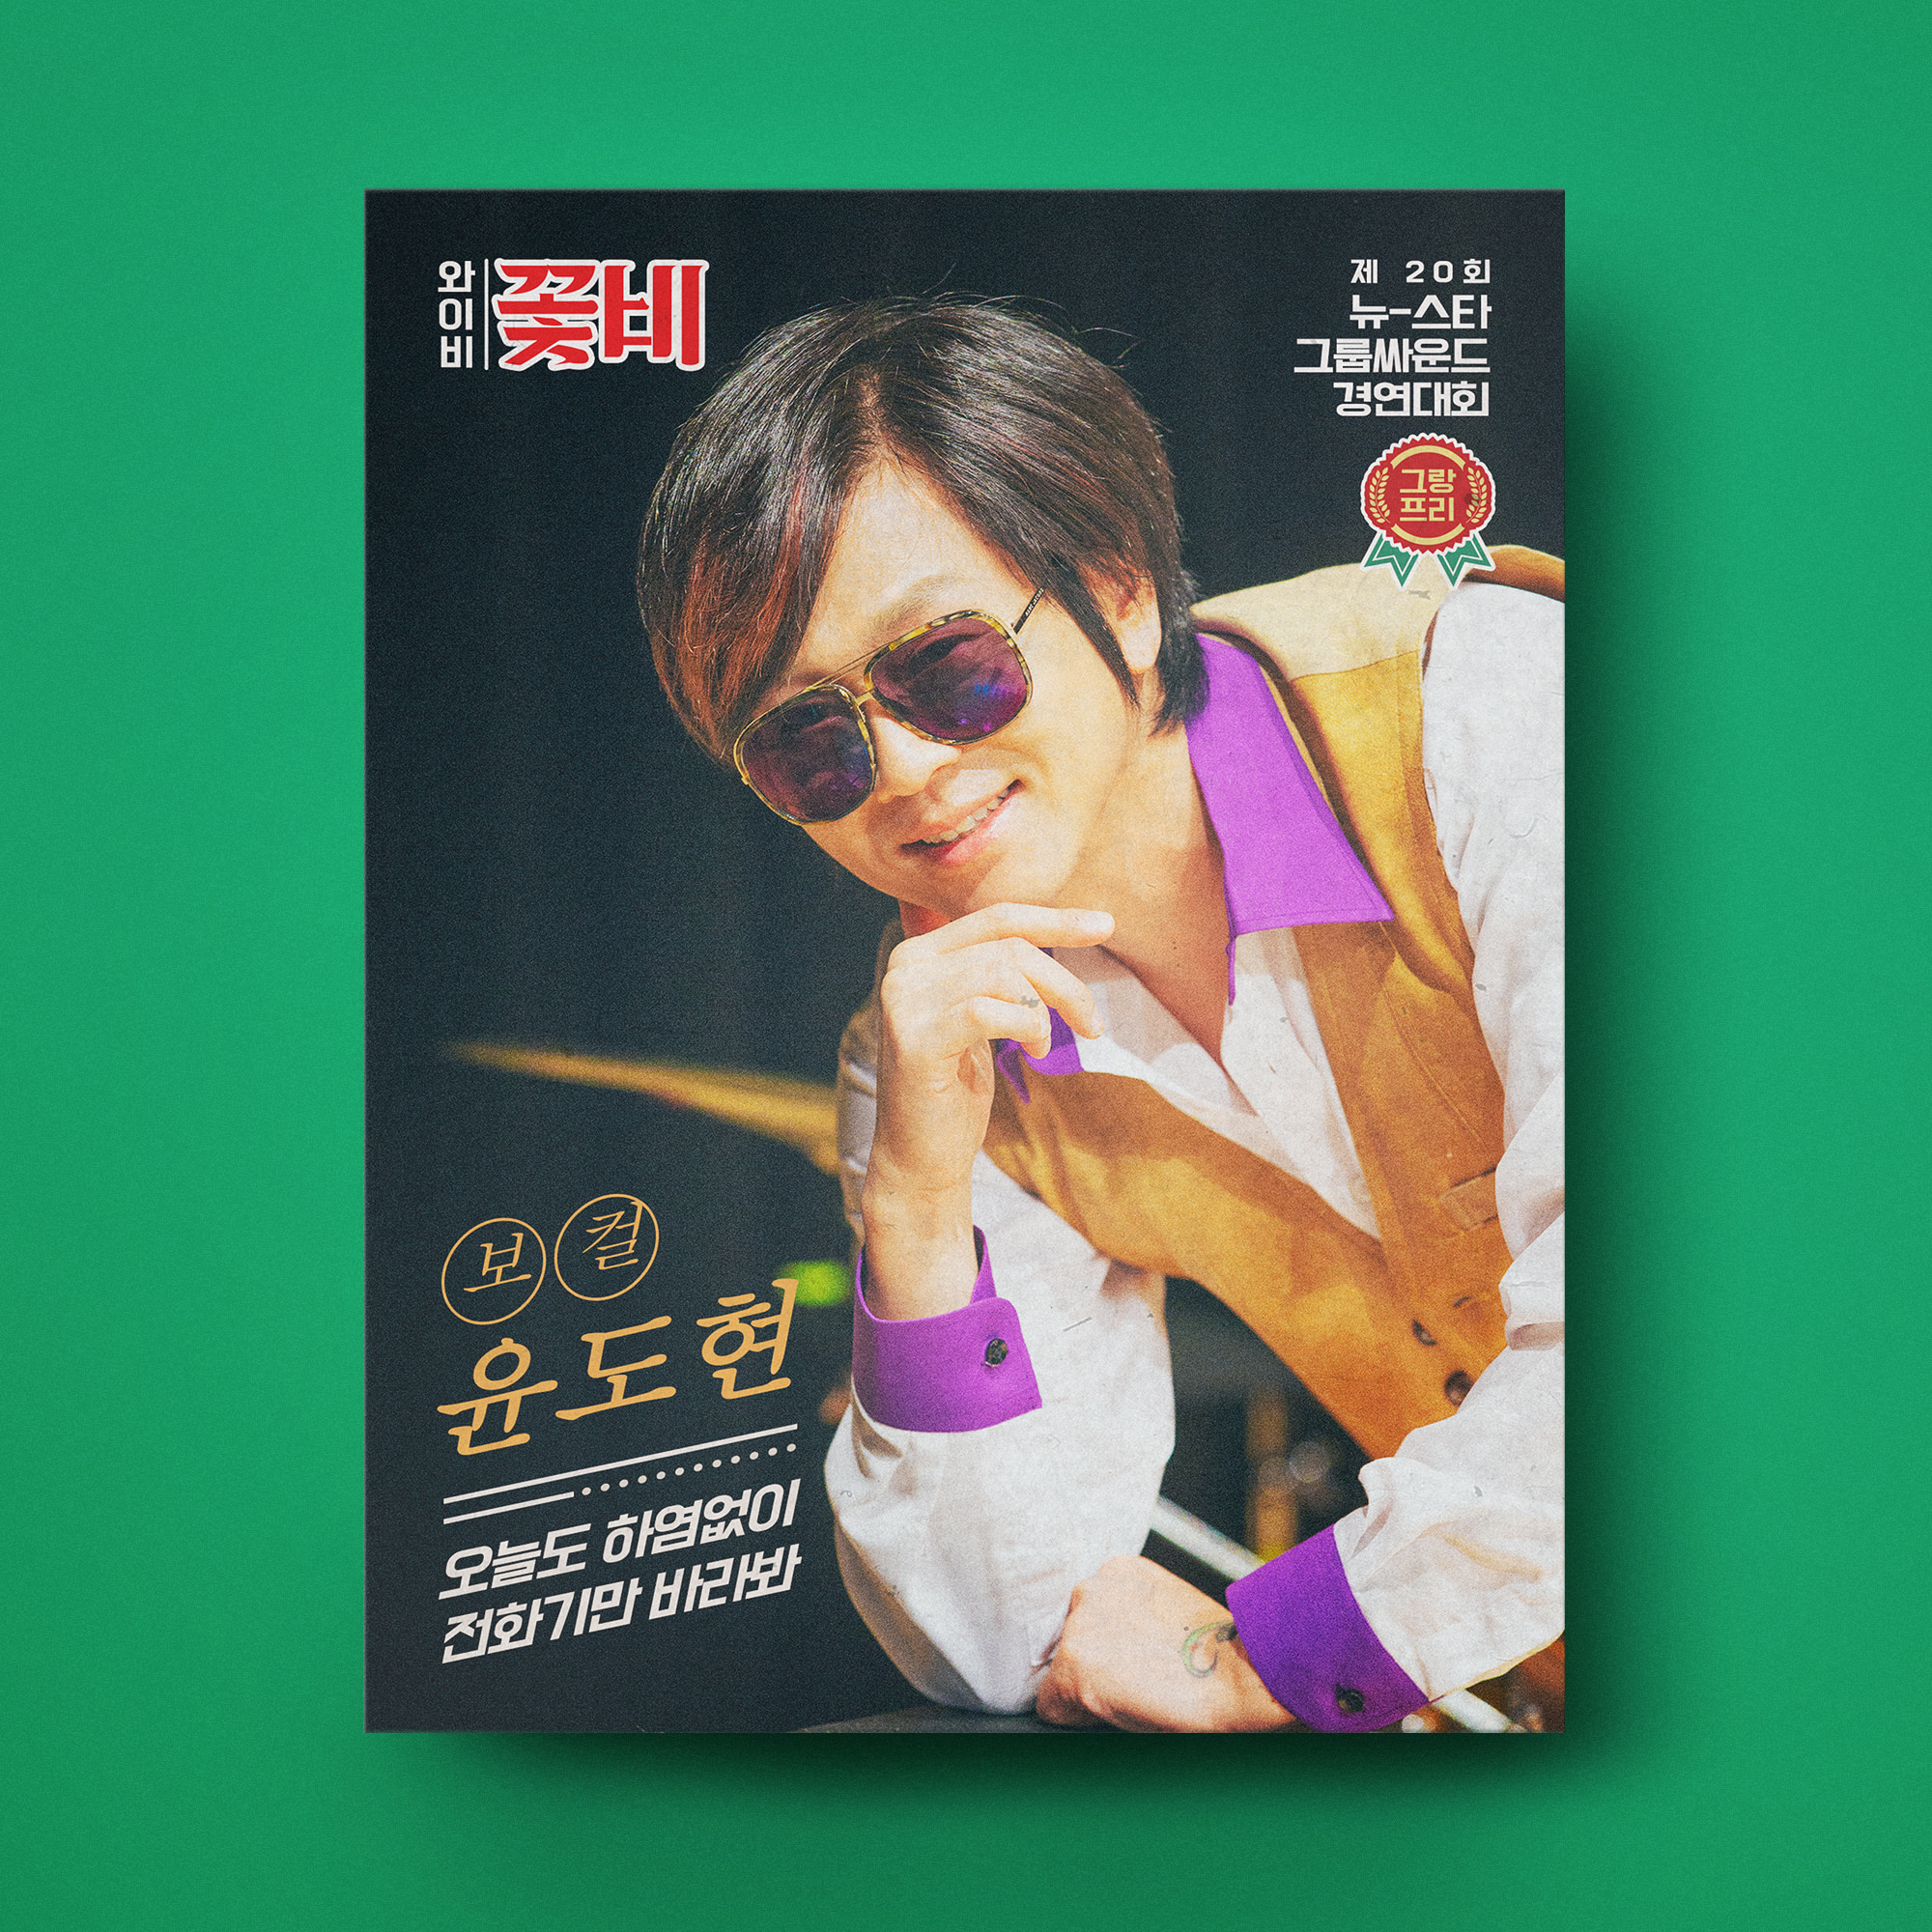 와이비
꽃비
제 20회
뉴-스타
그룹싸운드
경연대회
그랑
프리
보컬
윤도현
오늘도 하염없이
전화기만 바라봐